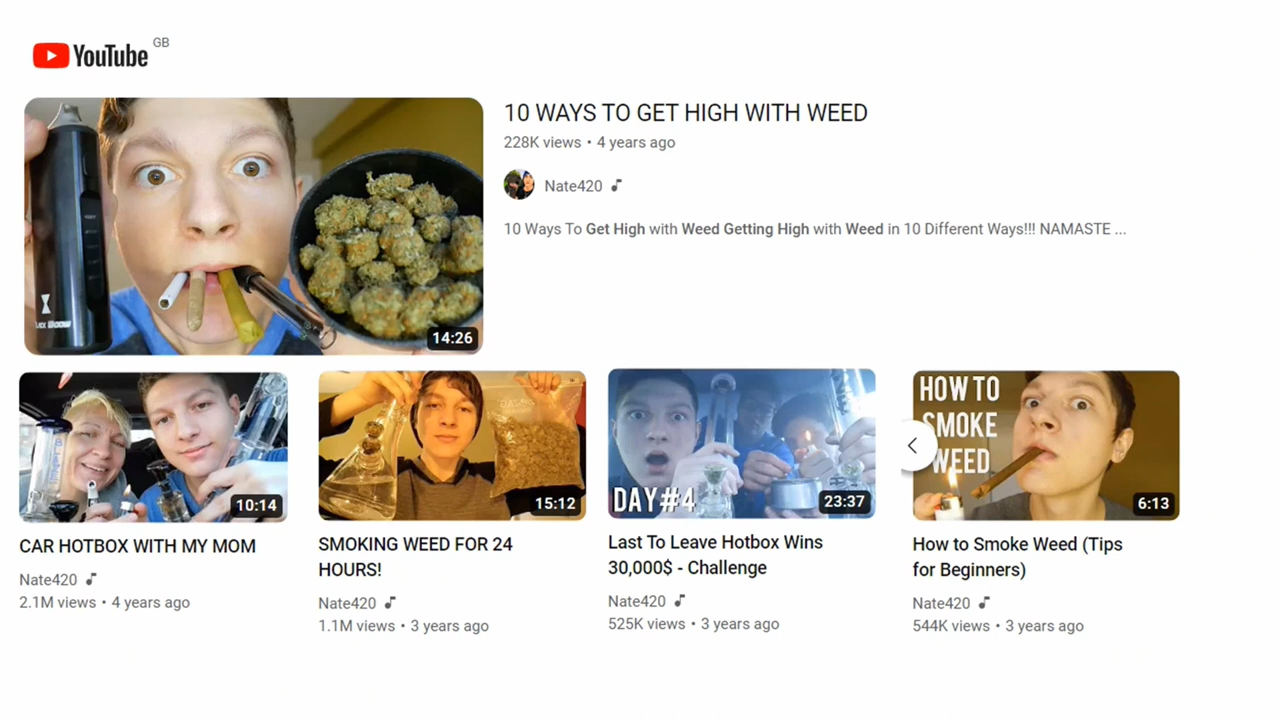 YouTube GB
10 WAYS TO GET HIGH WITH WEED
228K views • 4 years ago
Nate420
10 Ways To Get High with Weed Getting High with Weed in 10 Different Ways!!! NAMASTE ...
14:26
10:14
CAR HOTBOX WITH MY MOM
Nate420
2.1M views • 4 years ago
15:12
SMOKING WEED FOR 24
HOURS!
Nate420
1.1M views • 3 years ago
DAY#4
23:37
Last To Leave Hotbox Wins
30,000$ - Challenge
Nate420
525K views • 3 years ago
HOW TO
SMOKE
WEED
6:13
How to Smoke Weed (Tips
for Beginners)
Nate420
544K views • 3 years ago